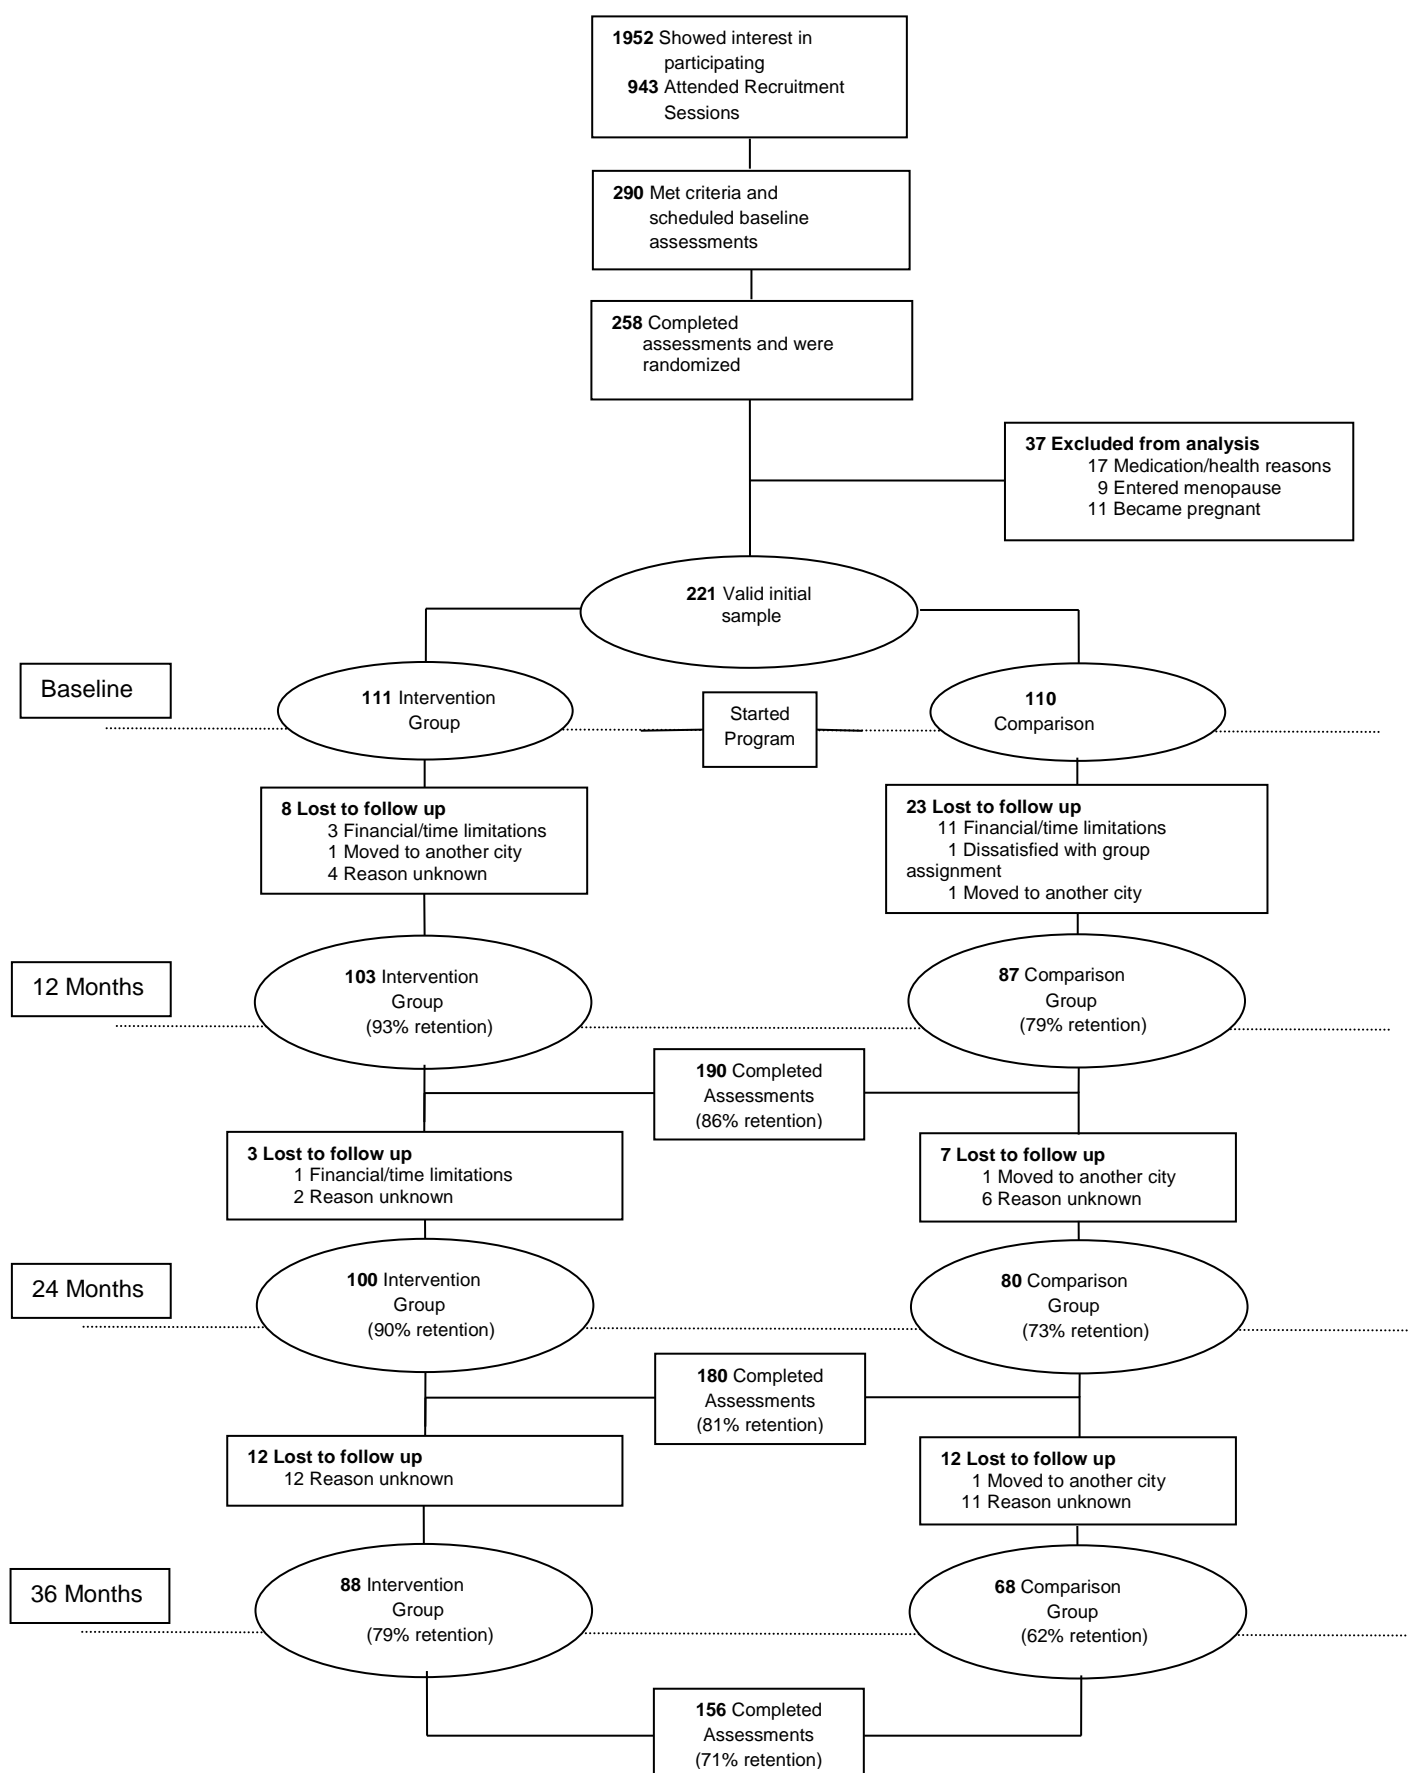 1952 Showed interest in
participating
943 Attended Recruitment
Sessions
290 Met criteria and
scheduled baseline
assessments
258 Completed
assessments and were
randomized
37 Excluded from analysis
17 Medication/health reasons
9 Entered menopause
11 Became pregnant
221 Valid initial
sample
Baseline
111 Intervention
Group
Started
Program
110
Comparison
8 Lost to follow up
3 Financial/time limitations
1 Moved to another city
4 Reason unknown
23 Lost to follow up
11 Financial/time limitations
1 Dissatisfied with group
assignment
1 Moved to another city
12 Months
103 Intervention
Group
(93% retention)
87 Comparison
Group
(79% retention)
190 Completed
Assessments
(86% retention)
3 Lost to follow up
1 Financial/time limitations
2 Reason unknown
7 Lost to follow up
1 Moved to another city
6 Reason unknown
24 Months
100 Intervention
Group
(90% retention)
80 Comparison
Group
(73% retention)
180 Completed
Assessments
(81% retention)
12 Lost to follow up
12 Reason unknown
12 Lost to follow up
1 Moved to another city
11 Reason unknown
36 Months
88 Intervention
Group
(79% retention)
68 Comparison
Group
(62% retention)
156 Completed
Assessments
(71% retention)